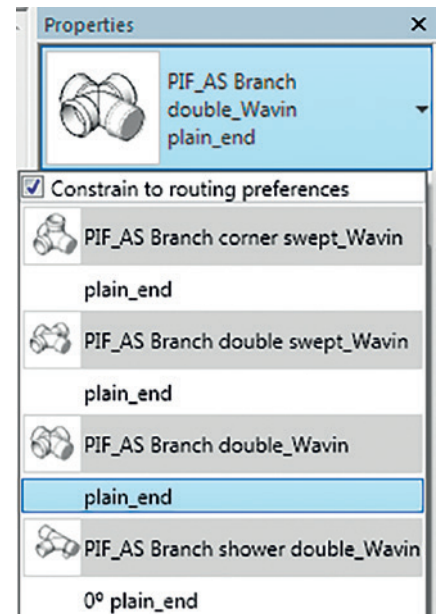 Properties
PIF_AS Branch
double_Wavin
plain_end
Constrain to routing preferences
PIF_AS Branch corner swept_Wavin
plain_end
PIF_AS Branch double swept_Wavin
plain_end
PIF_AS Branch double_Wavin
plain_end
PIF_AS Branch shower double_Wavin
0º plain_end